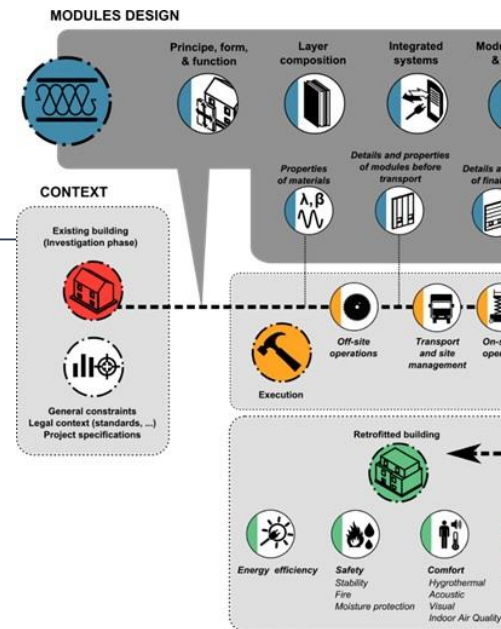 MODULES DESIGN
Principe, form,
& function
Layer
composition
Integrated
systems
&
Properties
of materials
λ,β
Details and properties
of modules before
transport
CONTEXT
Existing building
(Investigation phase)
General constraints
Legal context (standards, ...)
Project specifications
Execution
Off-site
operations
Transport
and site
management
Retrofitted building
Energy efficiency
Safety
Stability
Fire
Moisture protection
Comfort
Hygrothermal
Acoustic
Visual
Indoor Air Quality